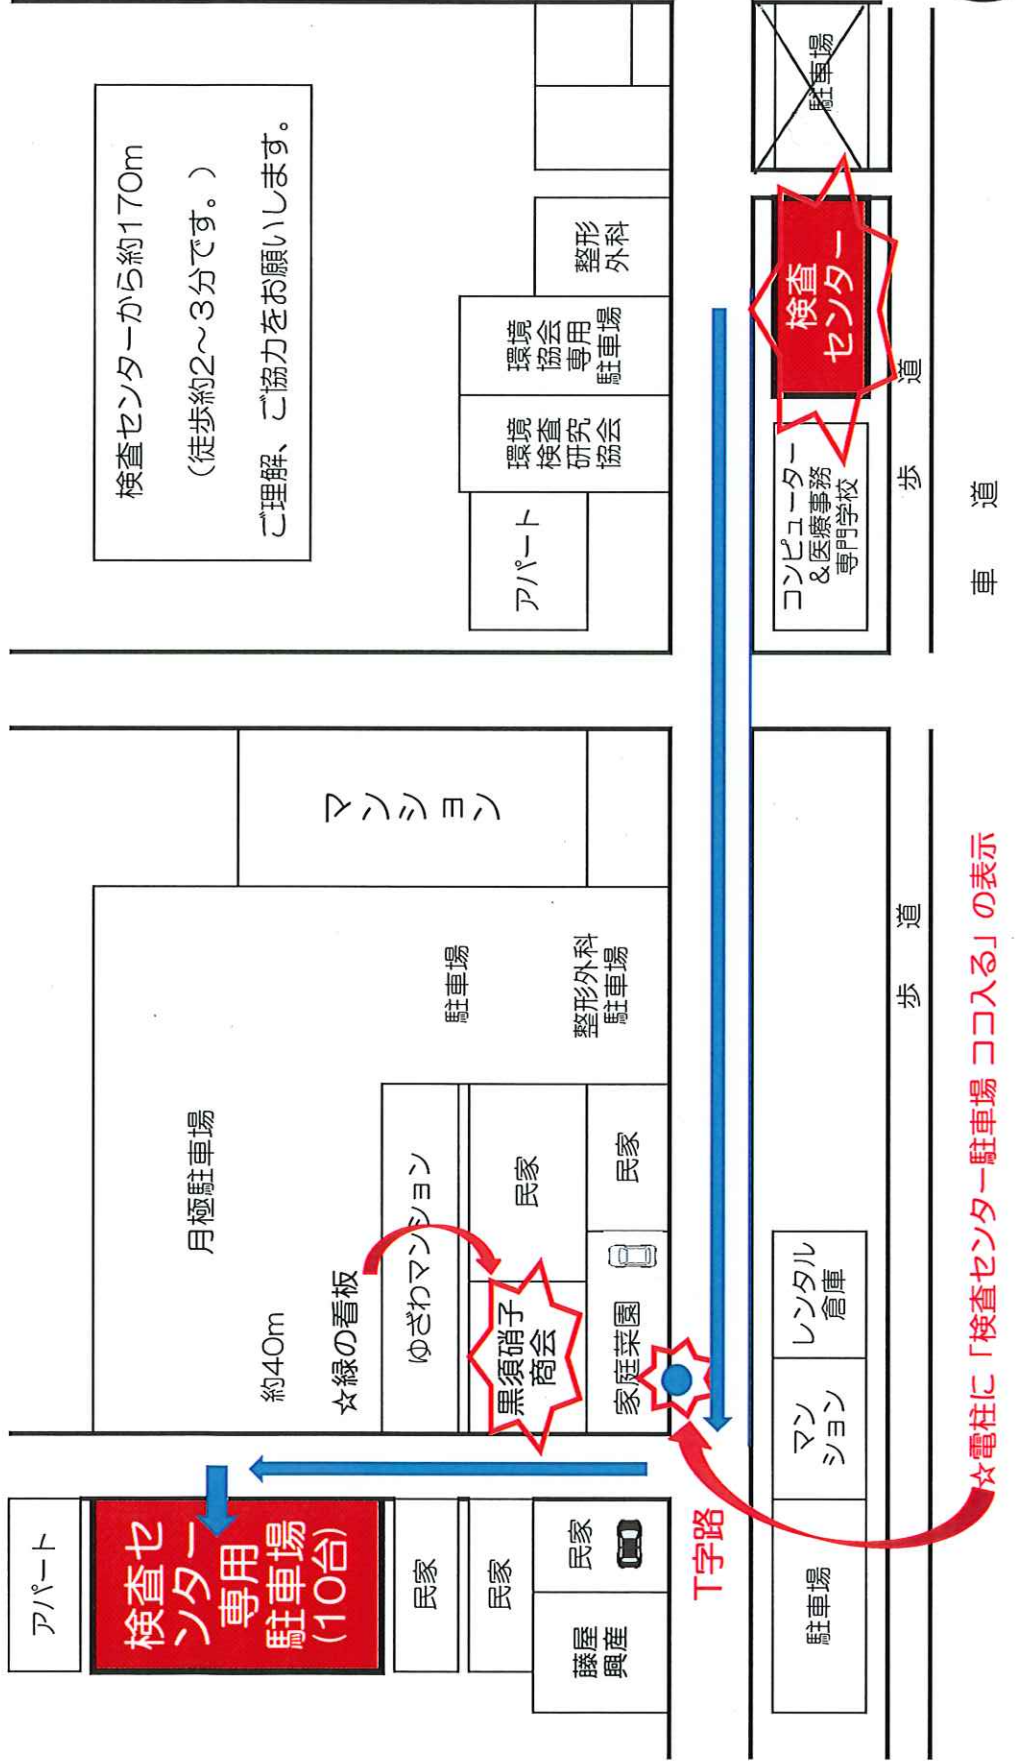 検査センターから約170m
（徒歩約2～3分です。）
ご理解、ご協力をお願いします。
アパート
検査セ
ンター
専用
駐車場
(10台)
民家
民家
民家
藤屋
興産
月極駐車場
約40m
☆緑の看板
ゆざわマンション
黒須硝子
商会
民家
家庭菜園
民家
駐車場
整形外科
駐車場
マンション
アパート
環境
検査
研究
協会
環境
協会
専用
駐車場
整形
外科
T字路
駐車場
マン
ション
レンタル
倉庫
コンピューター
&医療事務
専門学校
検査
センター
駐車場
歩道
歩道
車道
☆電柱に「検査センター駐車場 ココ入る」の表示